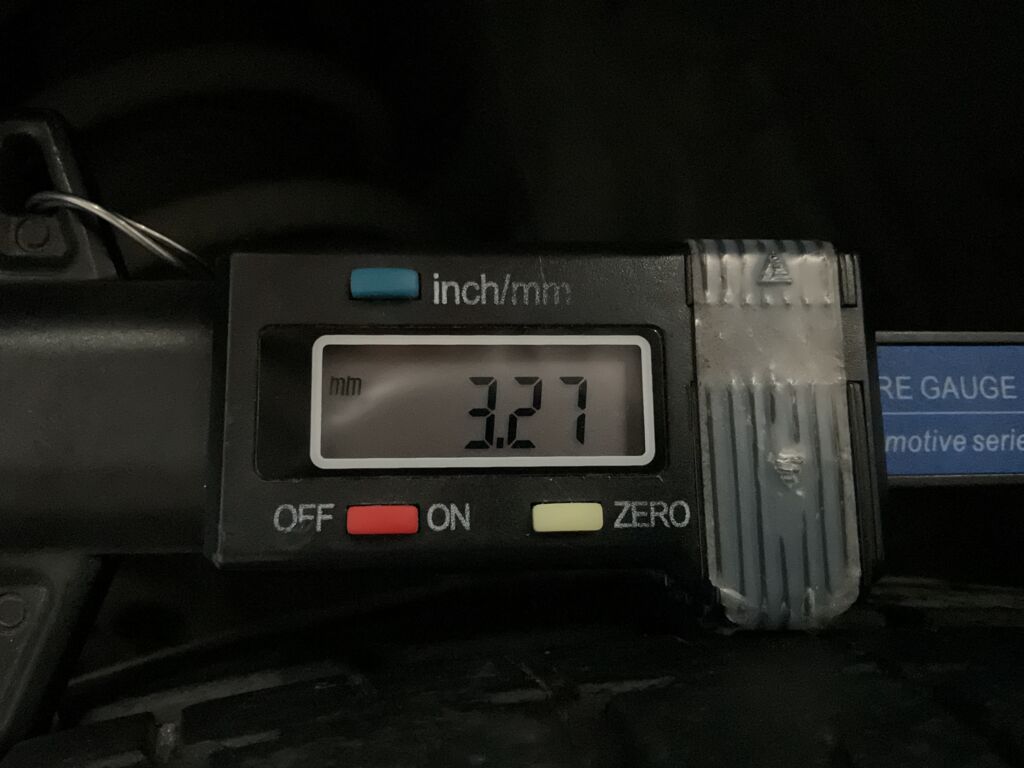 inch/mm
mm
3.27
OFF
ON
ZERO
RE GAUGE
motive serie